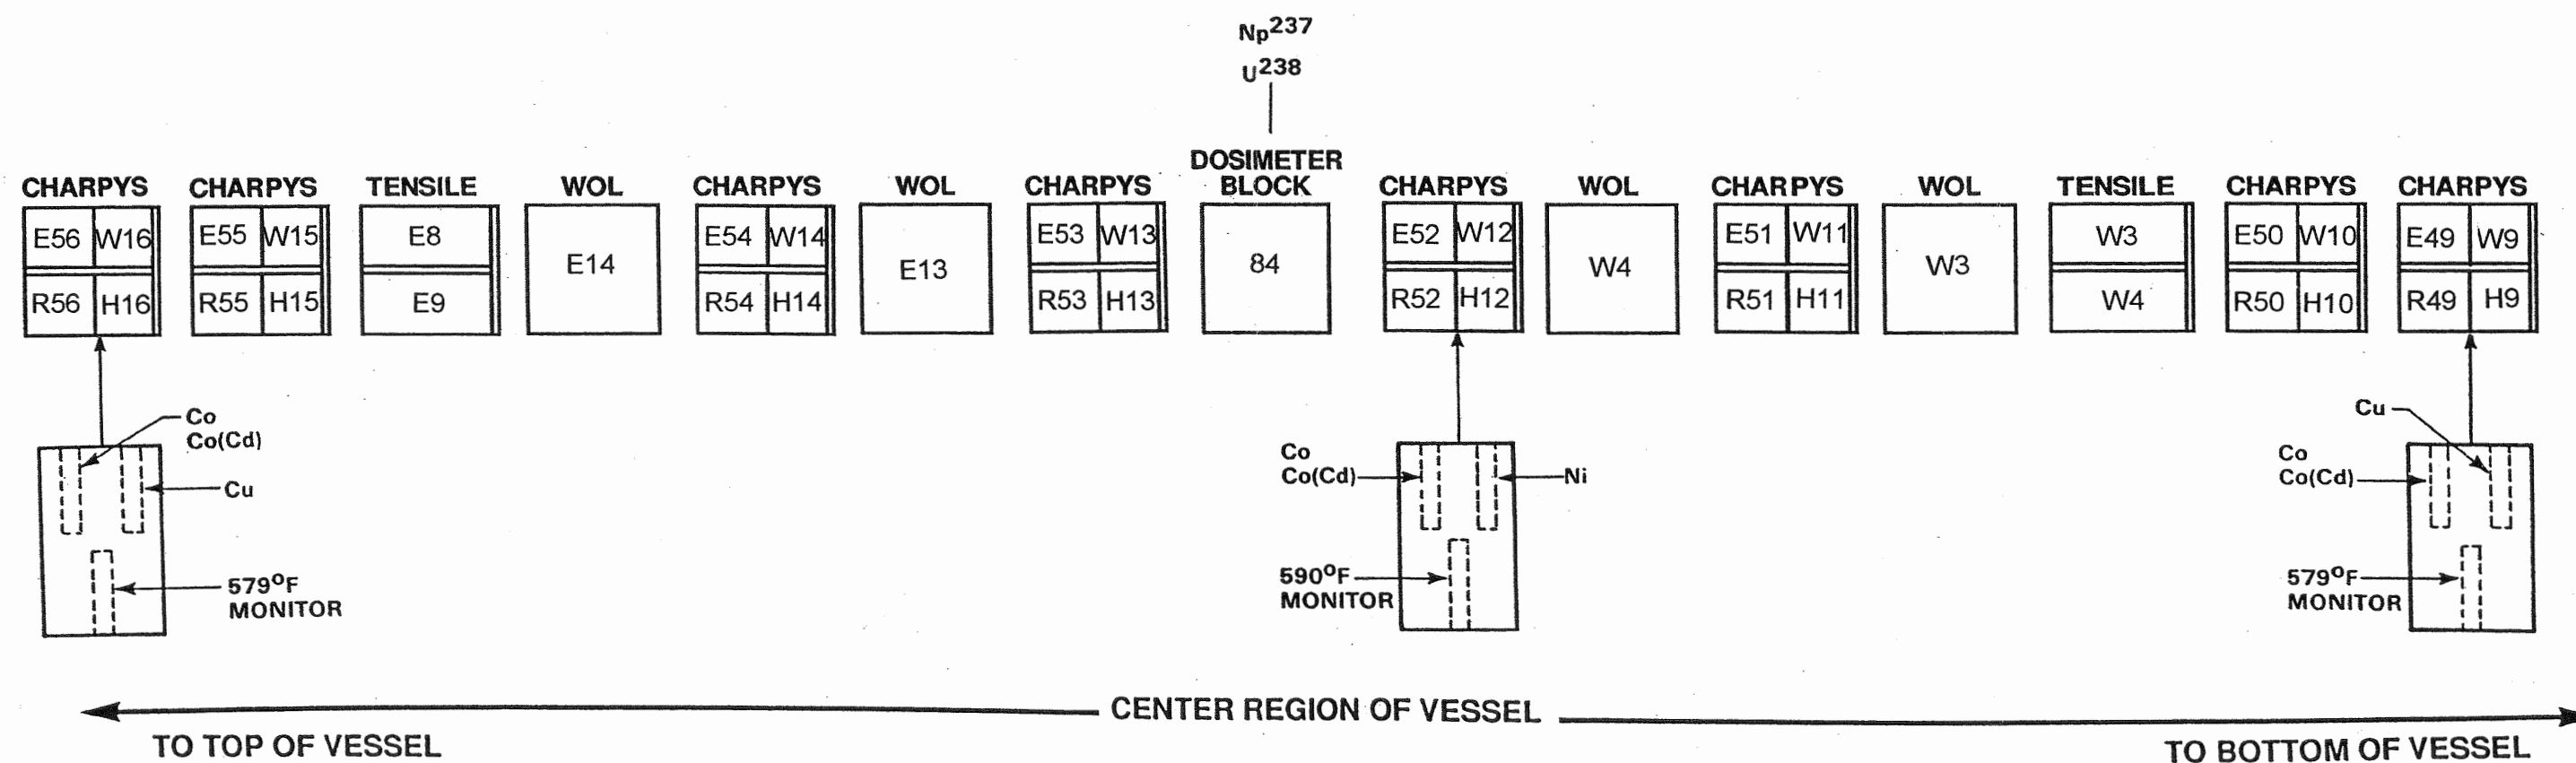 Np237
U238
DOSIMETER
CHARPYS CHARPYS TENSILE WOL CHARPYS WOL CHARPYS BLOCK CHARPYS WOL CHARPYS WOL TENSILE CHARPYS CHARPYS
E56 W16 E55 W15 E8 E14 E54 W14 E13 E53 W13 84 E52 W12 W4 E51 W11 W3 W3 E50 W10 E49 W9
R56 H16 R55 H15 E9 R54 H14 R53 H13 R52 H12 R51 H11 W4 R50 H10 R49 H9
Co
Co(Cd)
Cu
579°F
MONITOR
Co
Co(Cd)
Ni
590°F
MONITOR
Cu
Co
Co(Cd)
579°F
MONITOR
CENTER REGION OF VESSEL
TO TOP OF VESSEL
TO BOTTOM OF VESSEL